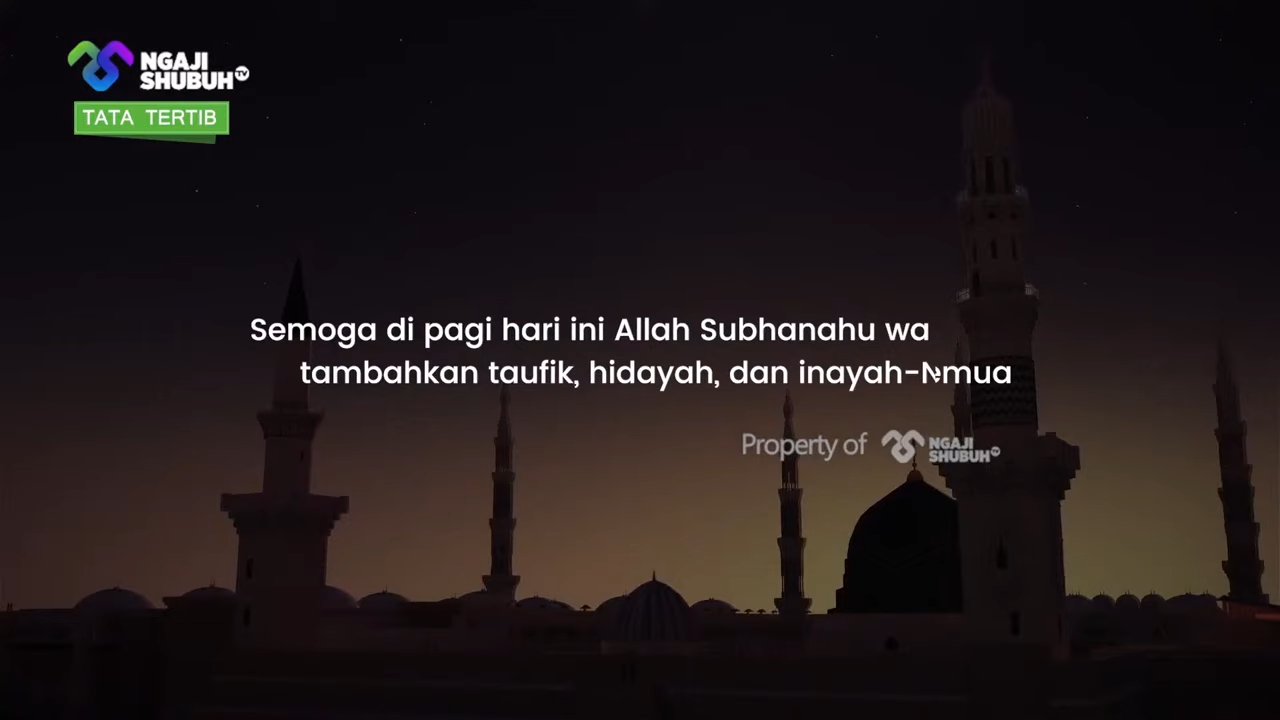 NGAJI
SHUBUH TV
TATA TERTIB
Semoga di pagi hari ini Allah Subhanahu wa
tambahkan taufik, hidayah, dan inayah-
Property of NGAJI
SHUBUH TV